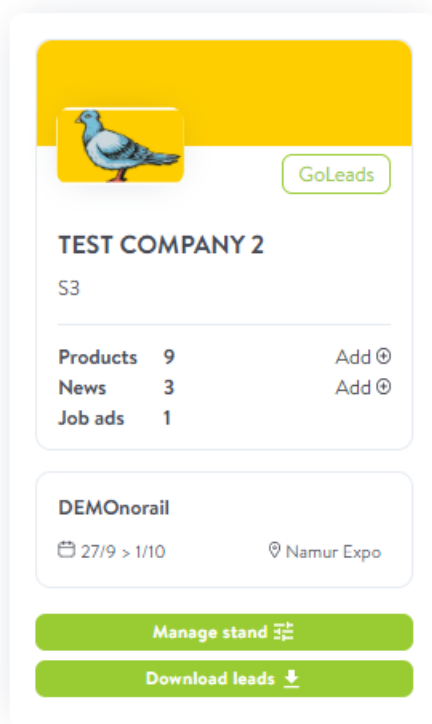 GoLeads
TEST COMPANY 2
S3
Products 9 Add
News 3 Add
Job ads 1
DEMOnorail
27/9 > 1/10 Namur Expo
Manage stand
Download leads